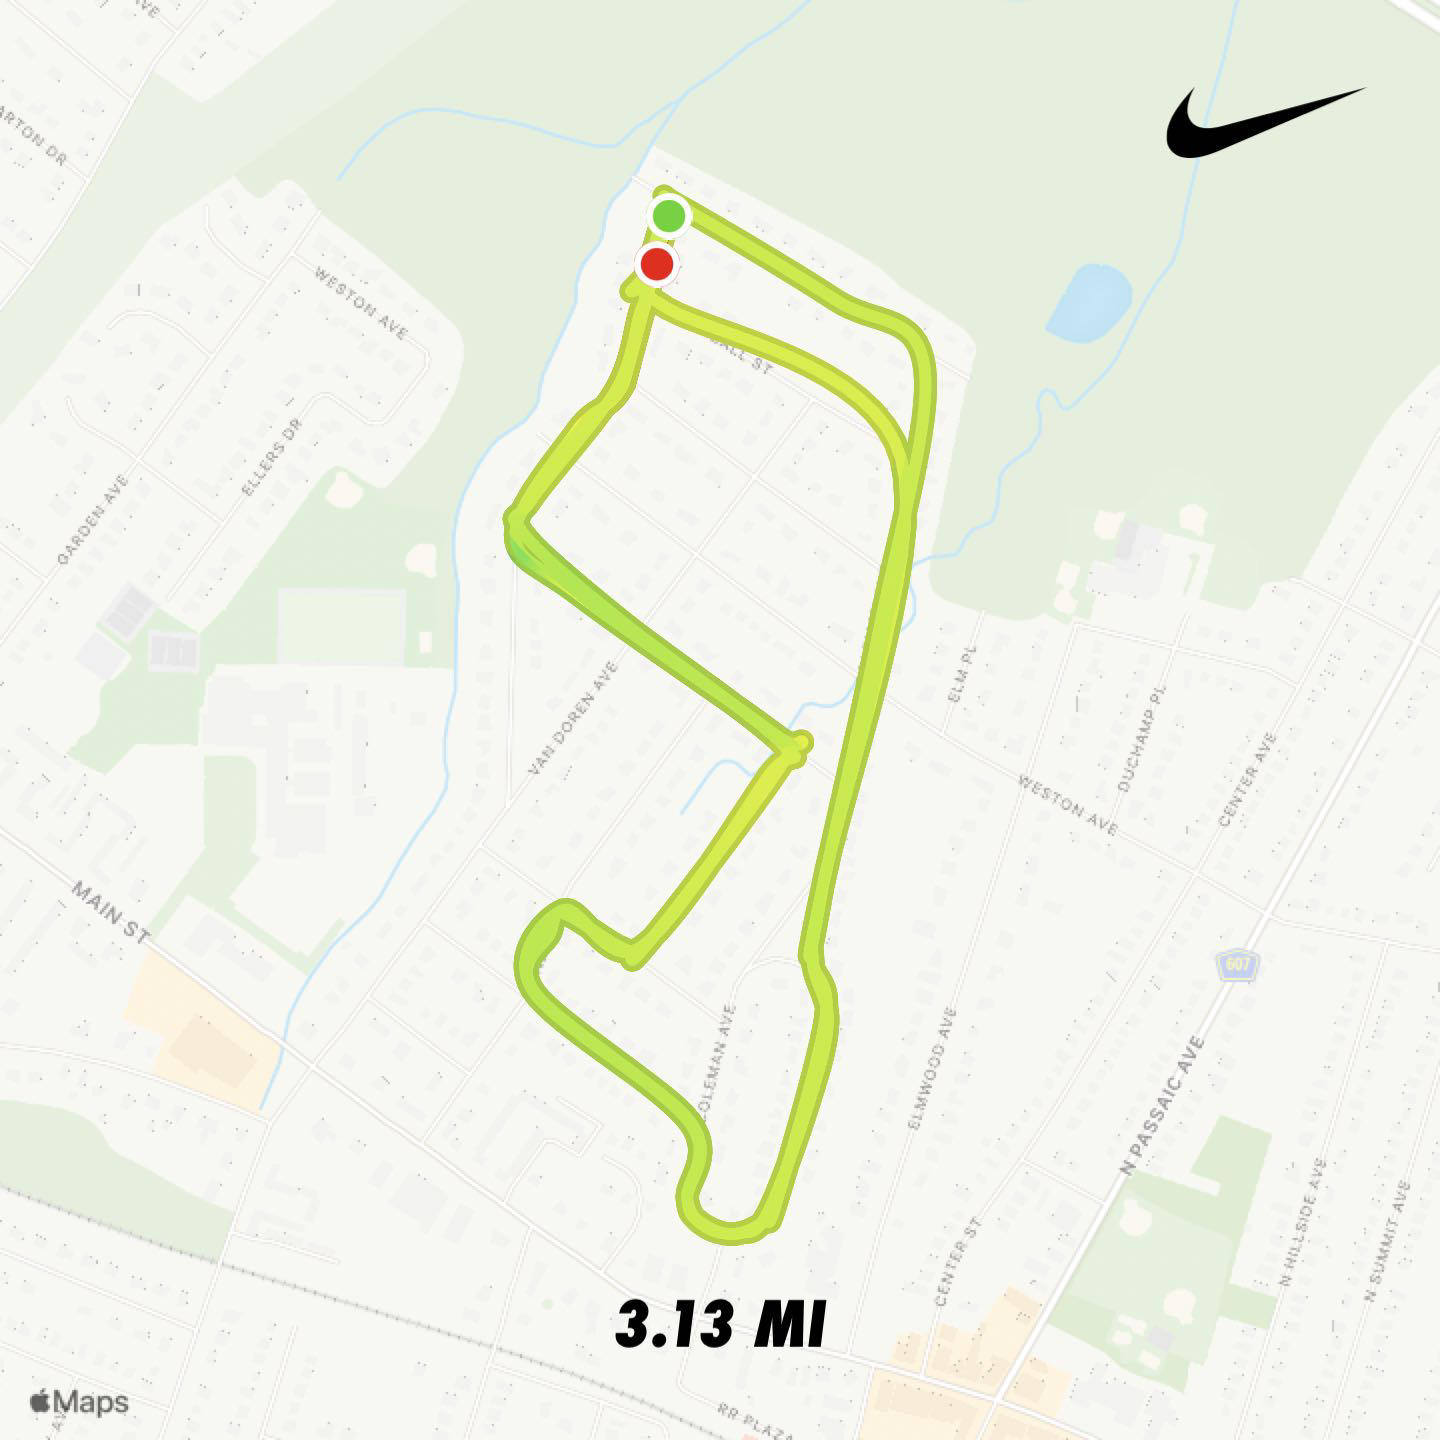 ARTON DR
WESTON AVE
ELLERS DR
GARDEN AVE
VAN DOREN AVE
ELM PL
DUCHAMP PL
CENTER AVE
WESTON AVE
MAIN ST
607
COLEMAN AVE
ELMWOOD AVE
N PASSAIC AVE
N HILLSIDE AVE
N SUMMIT AVE
CENTER ST
3.13 MI
Maps
RR PLAZA